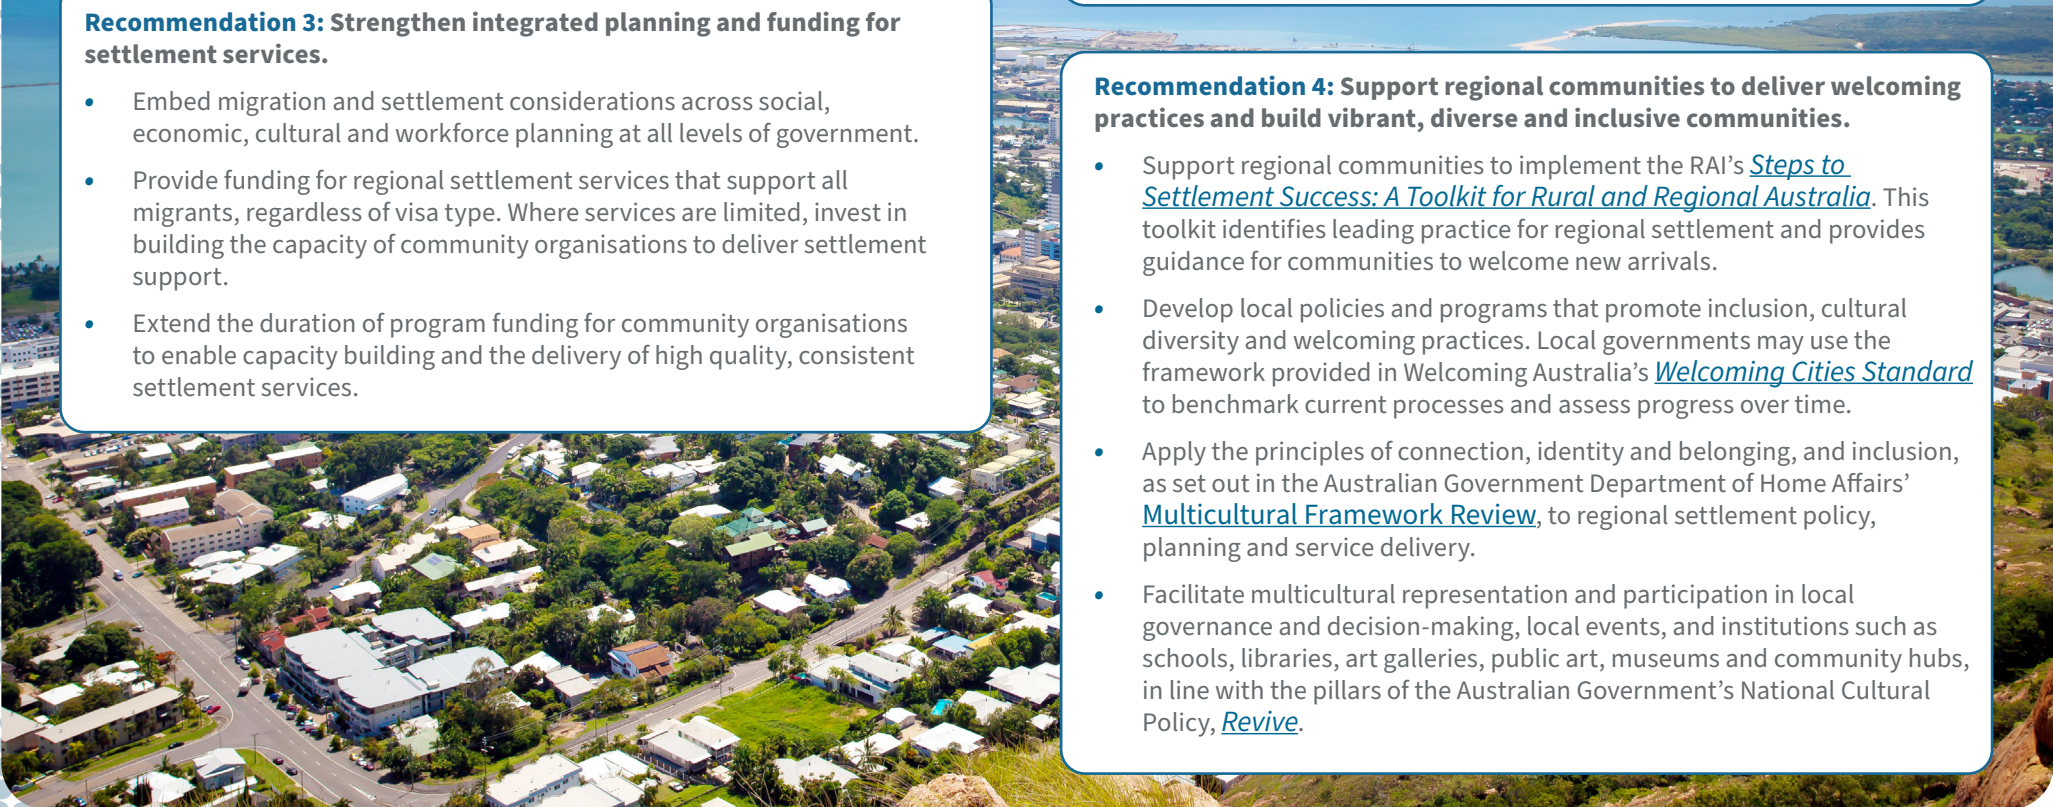 Recommendation 3: Strengthen integrated planning and funding for
settlement services.
• Embed migration and settlement considerations across social,
economic, cultural and workforce planning at all levels of government.
• Provide funding for regional settlement services that support all
migrants, regardless of visa type. Where services are limited, invest in
building the capacity of community organisations to deliver settlement
support.
• Extend the duration of program funding for community organisations
to enable capacity building and the delivery of high quality, consistent
settlement services.
Recommendation 4: Support regional communities to deliver welcoming
practices and build vibrant, diverse and inclusive communities.
• Support regional communities to implement the RAI’s Steps to
Settlement Success: A Toolkit for Rural and Regional Australia. This
toolkit identifies leading practice for regional settlement and provides
guidance for communities to welcome new arrivals.
• Develop local policies and programs that promote inclusion, cultural
diversity and welcoming practices. Local governments may use the
framework provided in Welcoming Australia’s Welcoming Cities Standard
to benchmark current processes and assess progress over time.
• Apply the principles of connection, identity and belonging, and inclusion,
as set out in the Australian Government Department of Home Affairs’
Multicultural Framework Review, to regional settlement policy,
planning and service delivery.
• Facilitate multicultural representation and participation in local
governance and decision-making, local events, and institutions such as
schools, libraries, art galleries, public art, museums and community hubs,
in line with the pillars of the Australian Government’s National Cultural
Policy, Revive.